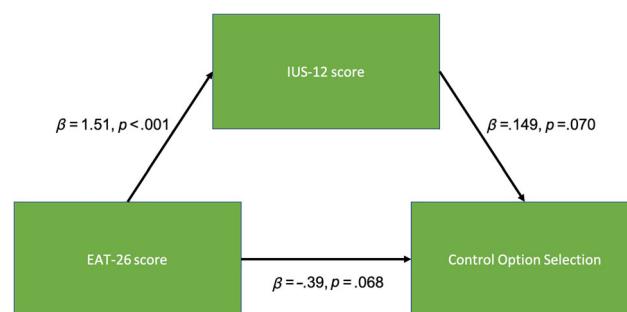 IUS-12 score
β = 1.51, p <.001
β=.149, p =.070
EAT-26 score
Control Option Selection
β =-.39, p =.068